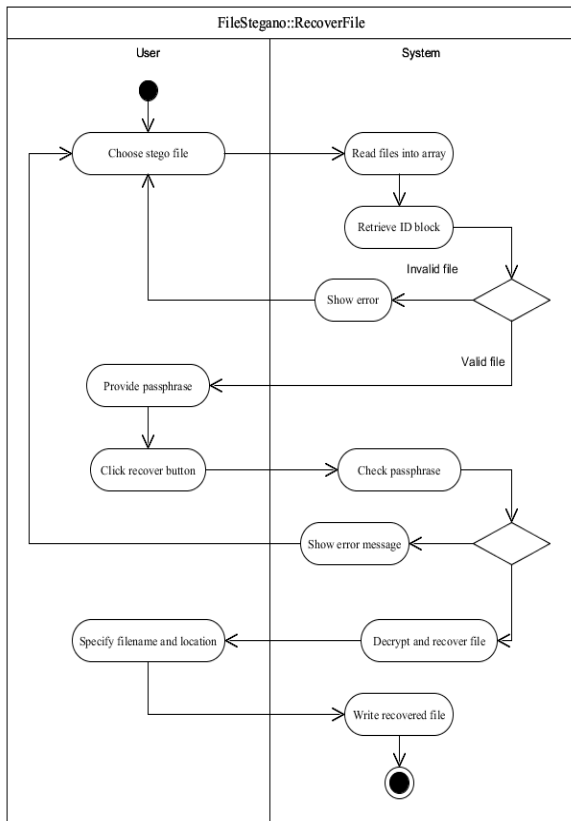 FileStegano::RecoverFile
User
System
Choose stego file
Read files into array
Retrieve ID block
Invalid file
Show error
Valid file
Provide passphrase
Click recover button
Check passphrase
Show error message
Specify filename and location
Decrypt and recover file
Write recovered file